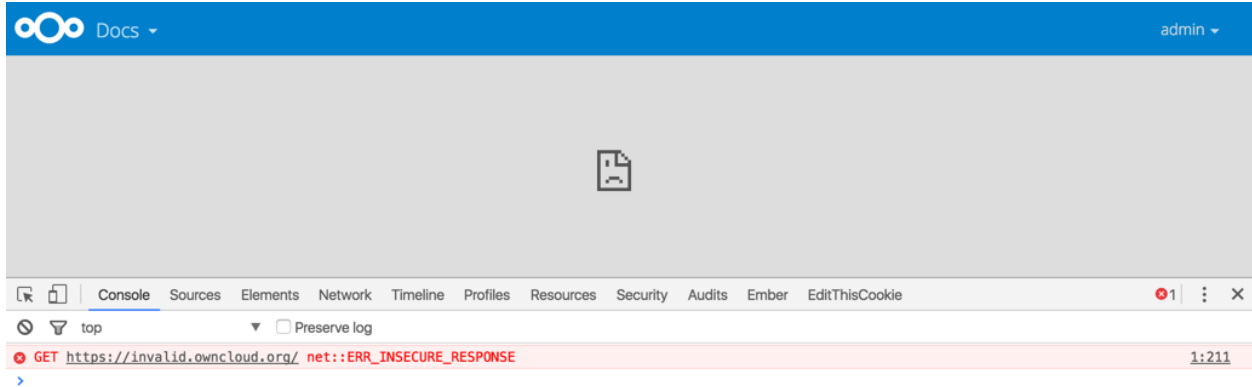 Docs admin
Console Sources Elements Network Timeline Profiles Resources Security Audits Ember EditThisCookie 1
top Preserve log
GET https://invalid.owncloud.org/ net::ERR_INSECURE_RESPONSE 1:211